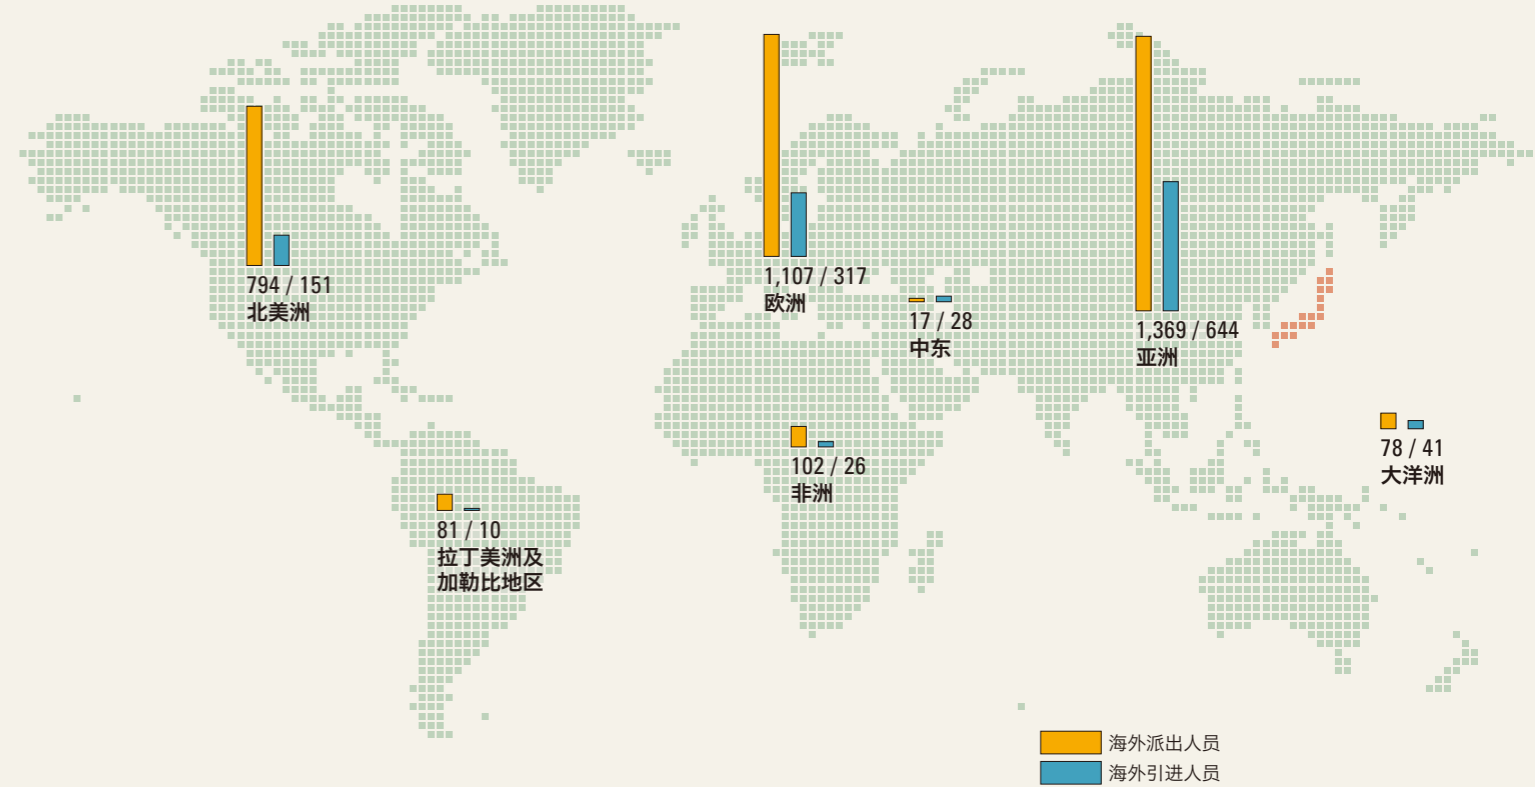 794 / 151
北美洲
1,107 / 317
欧洲
17 / 28
中东
1,369 / 644
亚洲
78 / 41
大洋洲
102 / 26
非洲
81 / 10
拉丁美洲及
加勒比地区
海外派出人员
海外引进人员